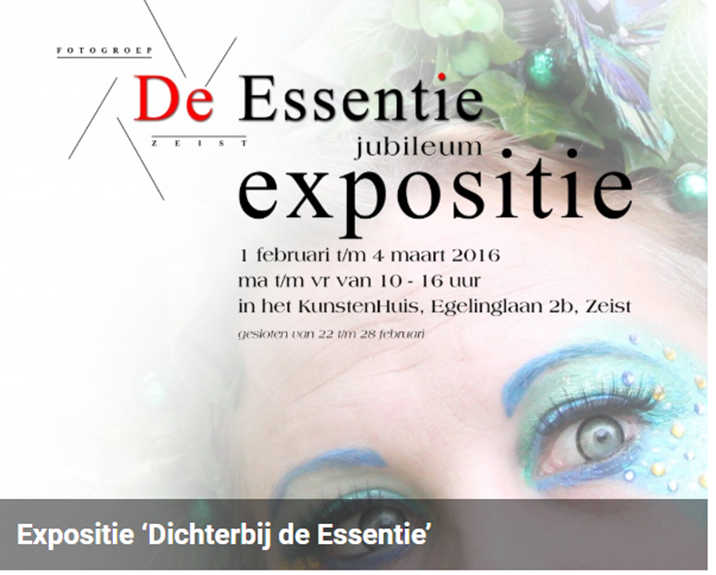 FOTOGROEP
De Essentie
ZEIST
jubileum
expositie
1 februari t/m 4 maart 2016
ma t/m vr van 10 - 16 uur
in het KunstenHuis, Egelinglaan 2b, Zeist
gesloten van 22 t/m 28 februari
Expositie ‘Dichterbij de Essentie’